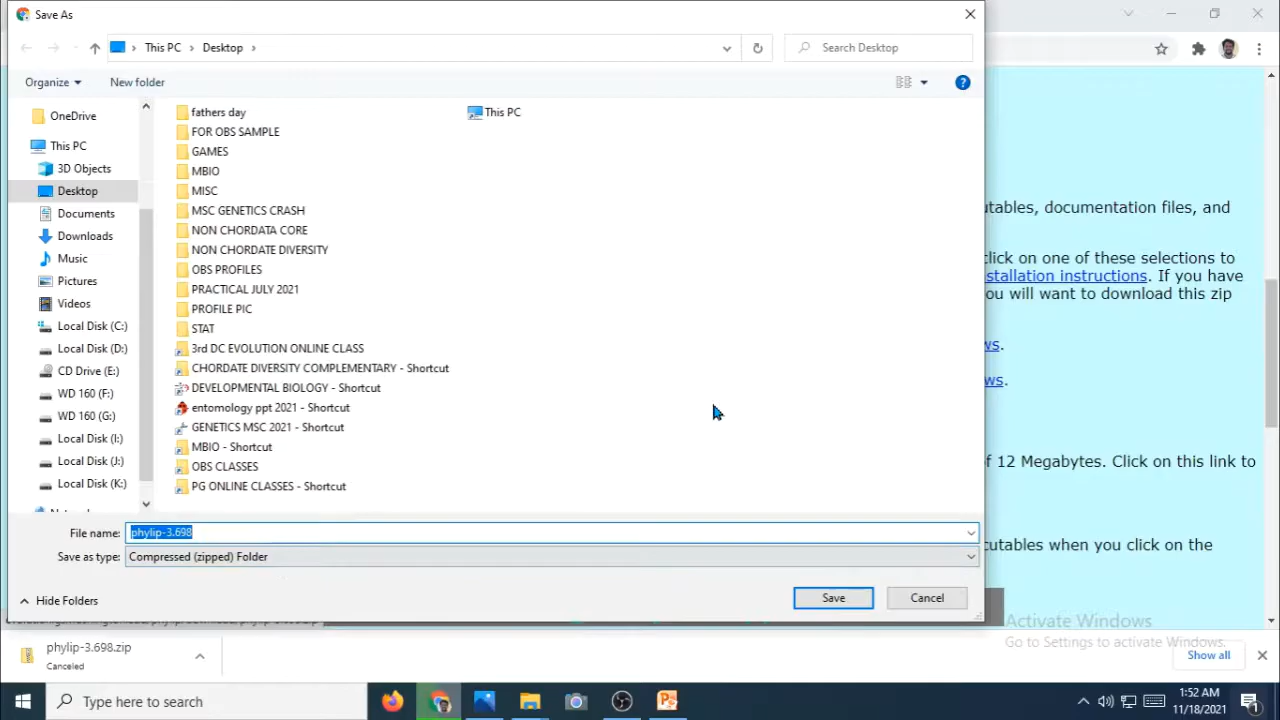 Save As
This PC
Desktop
Search Desktop
Organize
New folder
OneDrive
This PC
3D Objects
Desktop
Documents
Downloads
Music
Pictures
Videos
Local Disk (C:)
Local Disk (D:)
CD Drive (E:)
WD 160 (F:)
WD 160 (G:)
Local Disk (I:)
Local Disk (J:)
Local Disk (K:)
fathers day
FOR OBS SAMPLE
GAMES
MBIO
MISC
MSC GENETICS CRASH
NON CHORDATA CORE
NON CHORDATE DIVERSITY
OBS PROFILES
PRACTICAL JULY 2021
PROFILE PIC
STAT
3rd DC EVOLUTION ONLINE CLASS
CHORDATE DIVERSITY COMPLEMENTARY - Shortcut
DEVELOPMENTAL BIOLOGY - Shortcut
entomology ppt 2021 - Shortcut
GENETICS MSC 2021 - Shortcut
MBIO - Shortcut
OBS CLASSES
PG ONLINE CLASSES - Shortcut
This PC
File name: phylip-3.698
Save as type: Compressed (zipped) Folder
Hide Folders
Save
Cancel
utables, documentation files, and
click on one of these selections to
stallation instructions. If you have
ou will want to download this zip
ws.
ws.
of 12 Megabytes. Click on this link to
cutables when you click on the
Activate Windows
Go to Settings to activate Windows.
phylip-3.698.zip
Canceled
Show all
Type here to search
1:52 AM
11/18/2021
1